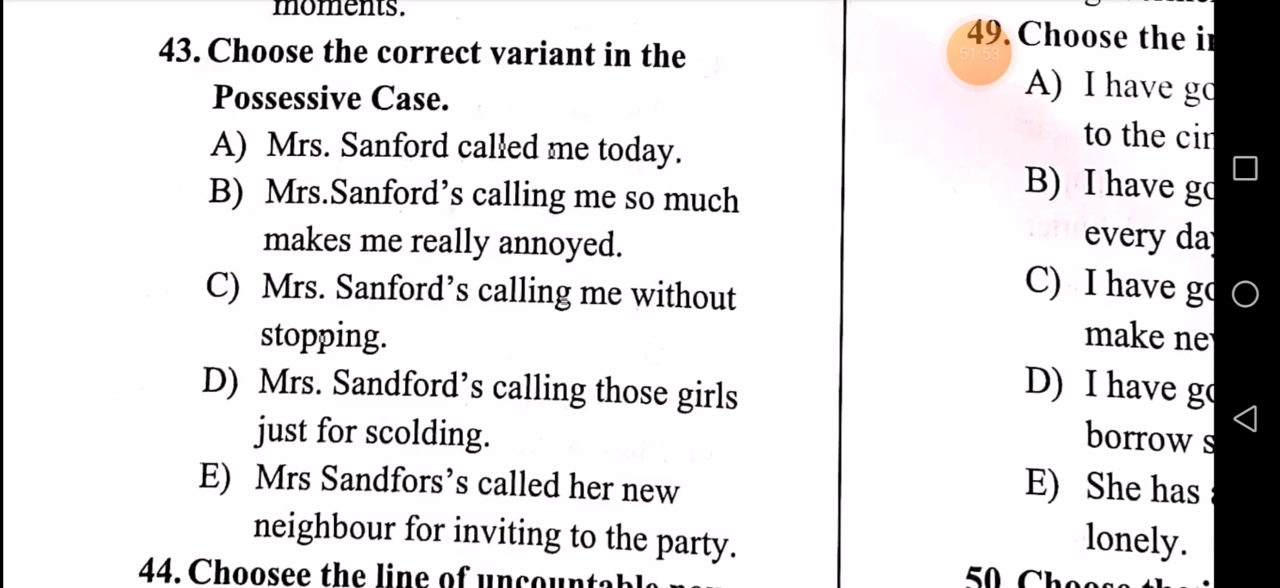 43. Choose the correct variant in the
Possessive Case.
A) Mrs. Sanford called me today.
B) Mrs.Sanford’s calling me so much
makes me really annoyed.
C) Mrs. Sanford’s calling me without
stopping.
D) Mrs. Sandford’s calling those girls
just for scolding.
E) Mrs Sandfors’s called her new
neighbour for inviting to the party.
44. Choosee the line of uncountable
49. Choose the
51:53
A) I have
to the
B) I have
every
C) I have
make
D) I have
borrow
E) She has
lonely.
50.
moments.